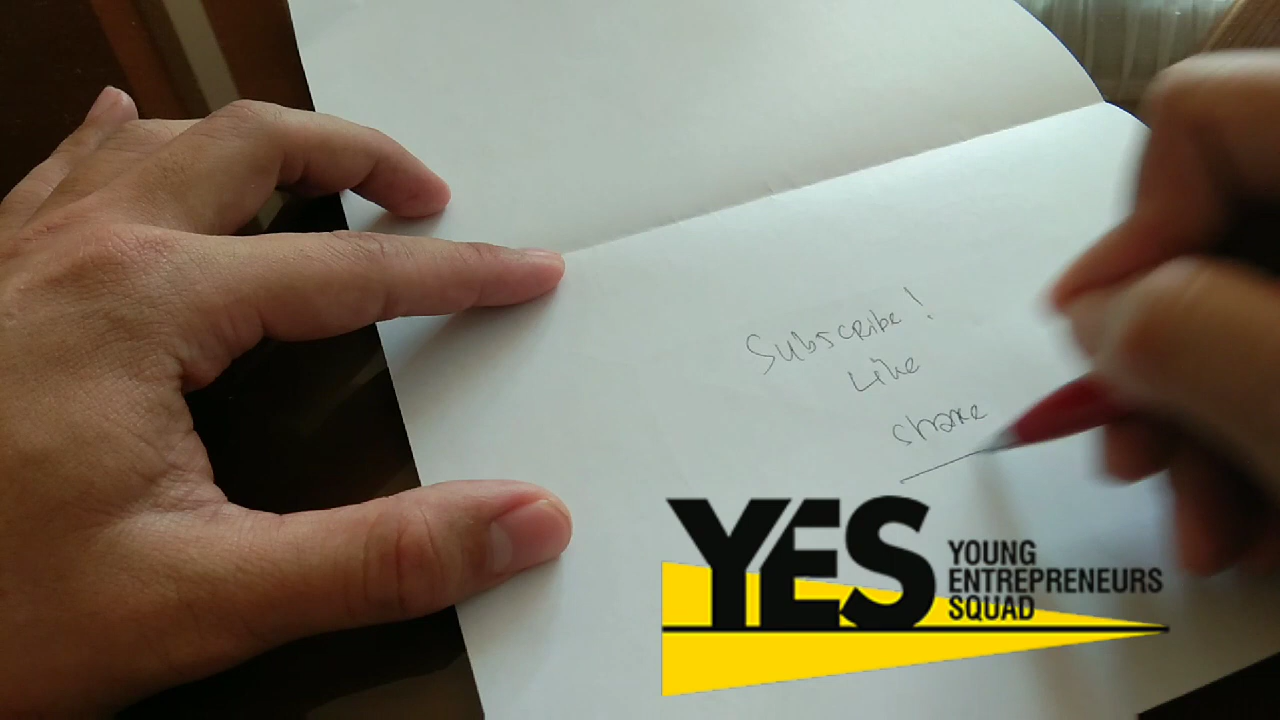 Subscribe!
Like
share
YES
YOUNG
ENTREPRENEURS
SQUAD